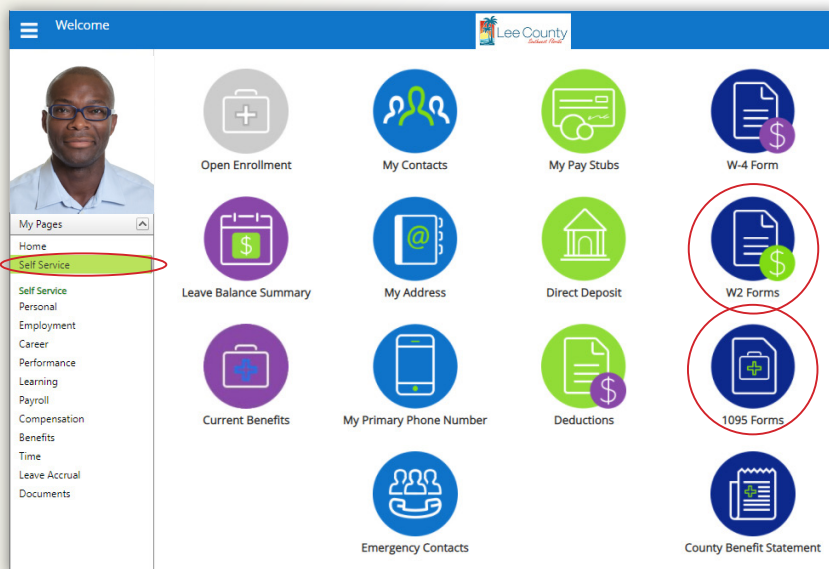 Welcome
Lee County
Southwest Florida
Open Enrollment
My Contacts
My Pay Stubs
W-4 Form
My Pages
Home
Self Service
Self Service
Personal
Employment
Career
Performance
Learning
Payroll
Compensation
Benefits
Time
Leave Accrual
Documents
Leave Balance Summary
My Address
Direct Deposit
W2 Forms
Current Benefits
My Primary Phone Number
Deductions
1095 Forms
Emergency Contacts
County Benefit Statement